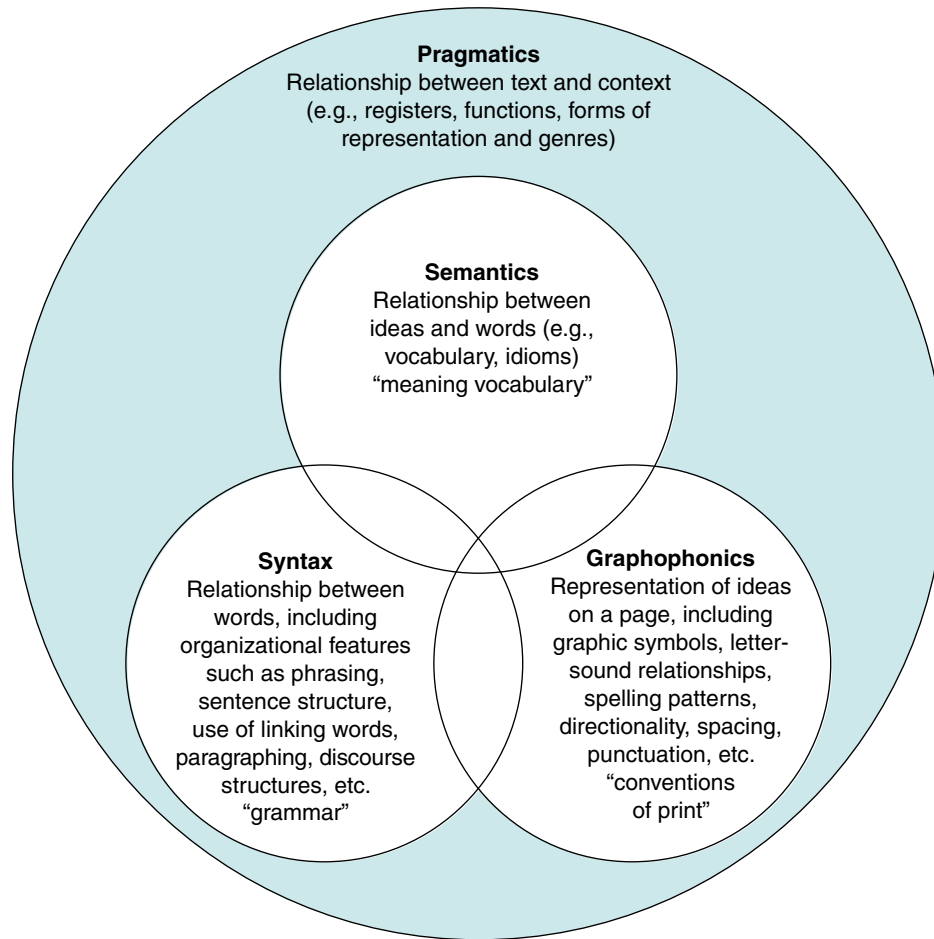 Pragmatics
Relationship between text and context
(e.g., registers, functions, forms of
representation and genres)
Semantics
Relationship between
ideas and words (e.g.,
vocabulary, idioms)
“meaning vocabulary”
Syntax
Relationship between
words, including
organizational features
such as phrasing,
sentence structure,
use of linking words,
paragraphing, discourse
structures, etc.
“grammar”
Graphophonics
Representation of ideas
on a page, including
graphic symbols, letter-
sound relationships,
spelling patterns,
directionality, spacing,
punctuation, etc.
“conventions
of print”